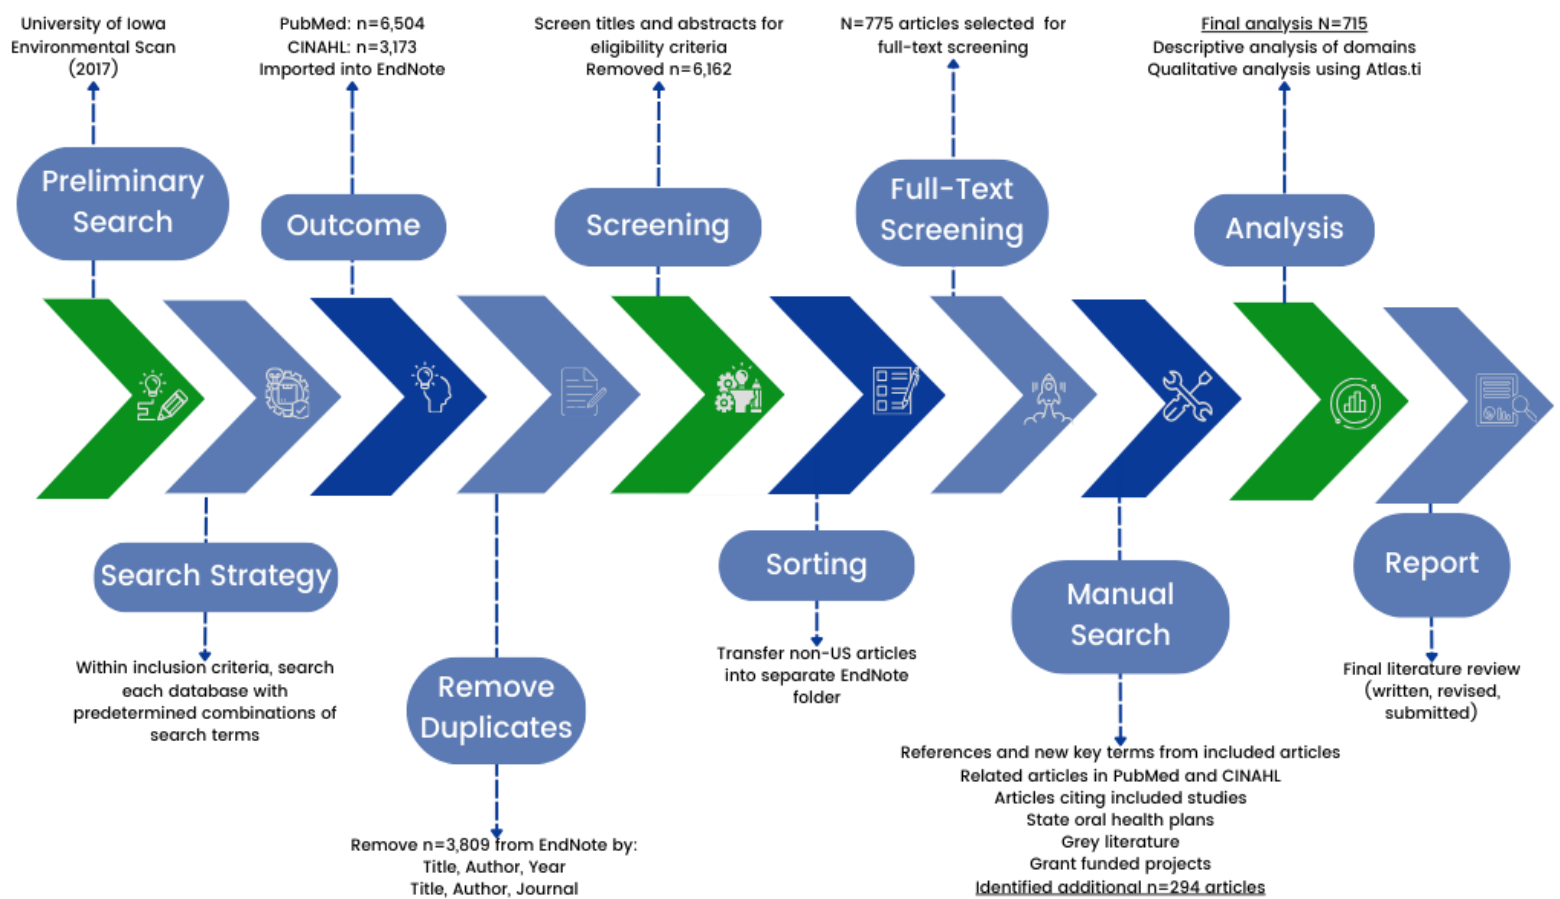 University of Iowa
Environmental Scan
(2017)
PubMed: n=6,504
CINAHL: n=3,173
Imported into EndNote
Screen titles and abstracts for
eligibility criteria
Removed n=6,162
N=775 articles selected for
full-text screening
Final analysis N=715
Descriptive analysis of domains
Qualitative analysis using Atlas.ti
Preliminary
Search
Outcome
Screening
Full-Text
Screening
Analysis
Search Strategy
Within inclusion criteria, search
each database with
predetermined combinations of
search terms
Remove
Duplicates
Remove n=3,809 from EndNote by:
Title, Author, Year
Title, Author, Journal
Sorting
Transfer non-US articles
into separate EndNote
folder
Manual
Search
References and new key terms from included articles
Related articles in PubMed and CINAHL
Articles citing included studies
State oral health plans
Grey literature
Grant funded projects
Identified additional n=294 articles
Report
Final literature review
(written, revised,
submitted)